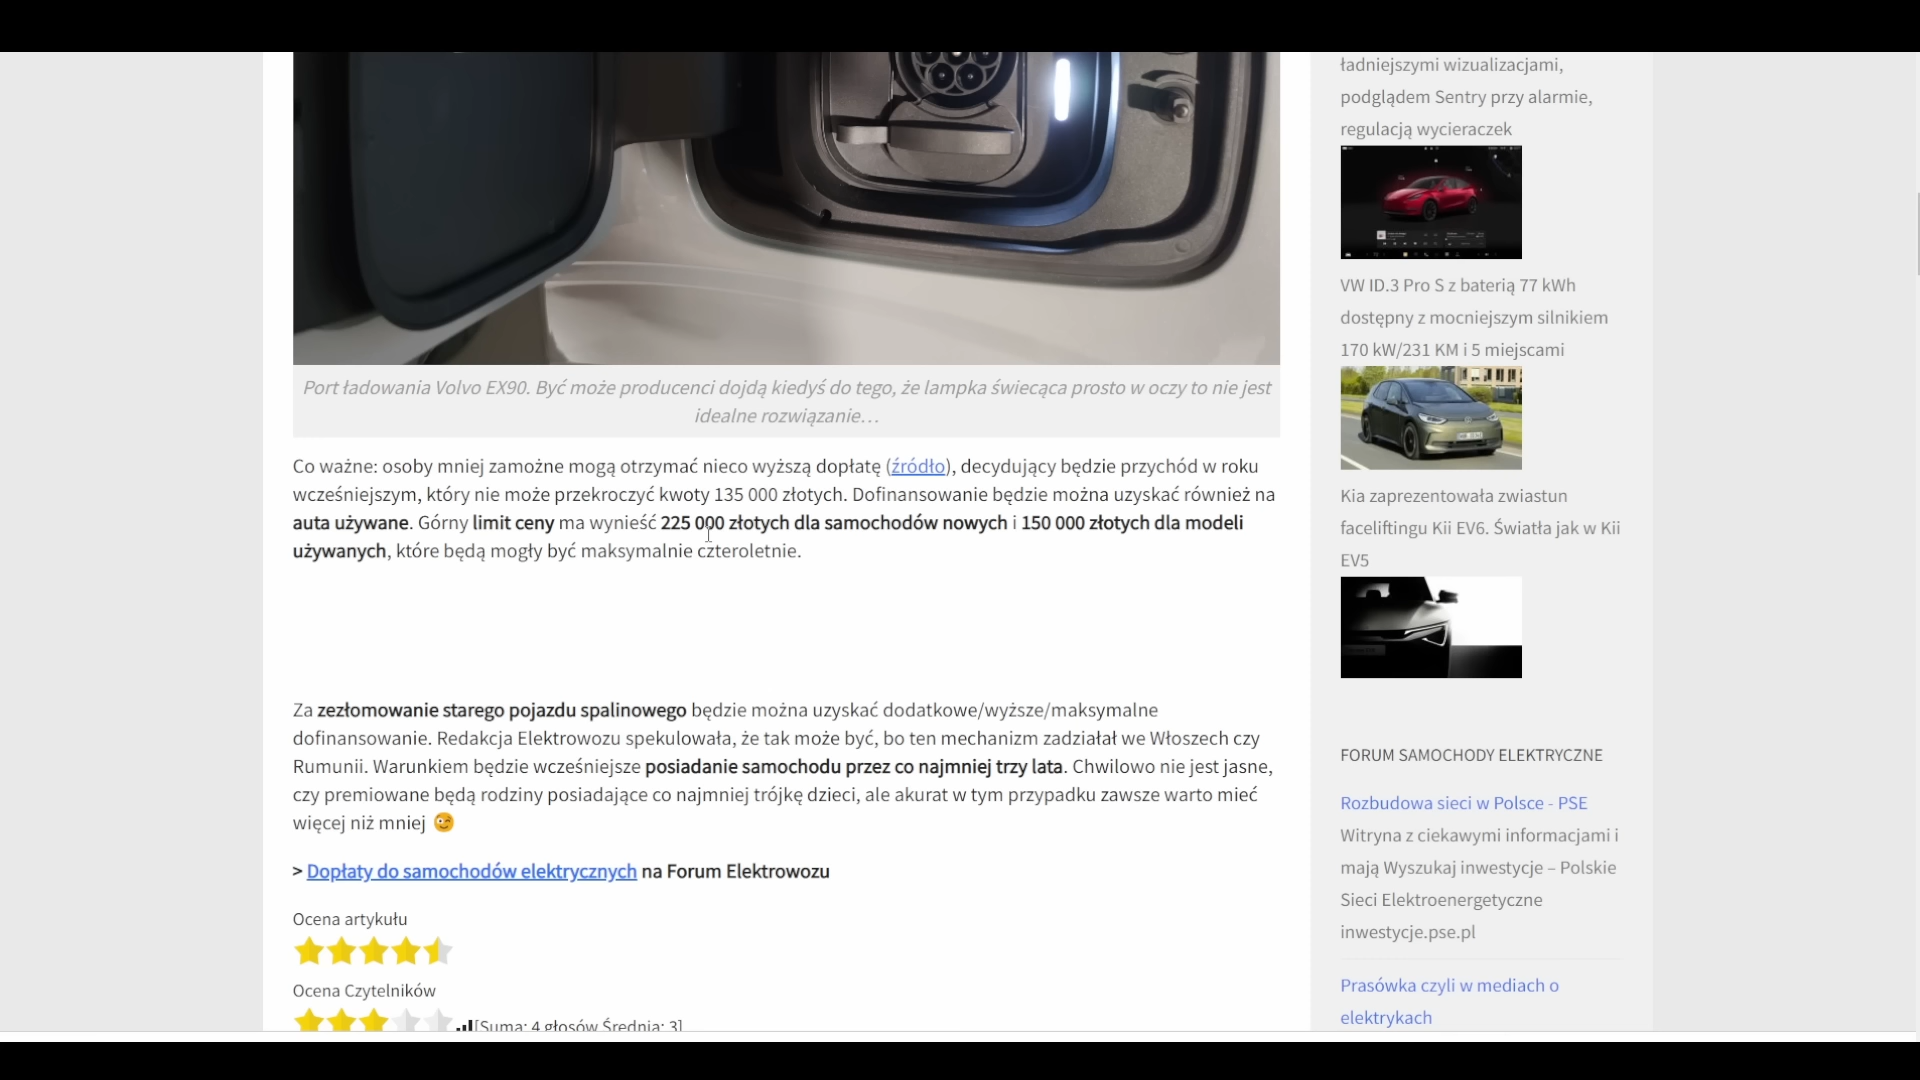 Port ładowania Volvo EX90. Być może producenci dojdą kiedyś do tego, że lampka świecąca prosto w oczy to nie jest
idealne rozwiązanie…
Co ważne: osoby mniej zamożne mogą otrzymać nieco wyższą dopłatę (źródło), decydujący będzie przychód w roku
wcześniejszym, który nie może przekroczyć kwoty 135 000 złotych. Dofinansowanie będzie można uzyskać również na
auta używane. Górny limit ceny ma wynieść 225 000 złotych dla samochodów nowych i 150 000 złotych dla modeli
używanych, które będą mogły być maksymalnie czteroletnie.
Za zezłomowanie starego pojazdu spalinowego będzie można uzyskać dodatkowe/wyższe/maksymalne
dofinansowanie. Redakcja Elektrowozu spekulowała, że tak może być, bo ten mechanizm zadziałał we Włoszech czy
Rumunii. Warunkiem będzie wcześniejsze posiadanie samochodu przez co najmniej trzy lata. Chwilowo nie jest jasne,
czy premiowane będą rodziny posiadające co najmniej trójkę dzieci, ale akurat w tym przypadku zawsze warto mieć
więcej niż mniej 😉
> Dopłaty do samochodów elektrycznych na Forum Elektrowozu
Ocena artykułu
Ocena Czytelników
[Suma: 4 głosów Średnia: 3]
ładniejszymi wizualizacjami,
podglądem Sentry przy alarmie,
regulacją wycieraczek
VW ID.3 Pro S z baterią 77 kWh
dostępny z mocniejszym silnikiem
170 kW/231 KM i 5 miejscami
Kia zaprezentowała zwiastun
faceliftingu Kii EV6. Światła jak w Kii
EV5
FORUM SAMOCHODY ELEKTRYCZNE
Rozbudowa sieci w Polsce - PSE
Witryna z ciekawymi informacjami i
mają Wyszukaj inwestycje – Polskie
Sieci Elektroenergetyczne
inwestycje.pse.pl
Prasówka czyli w mediach o
elektrykach